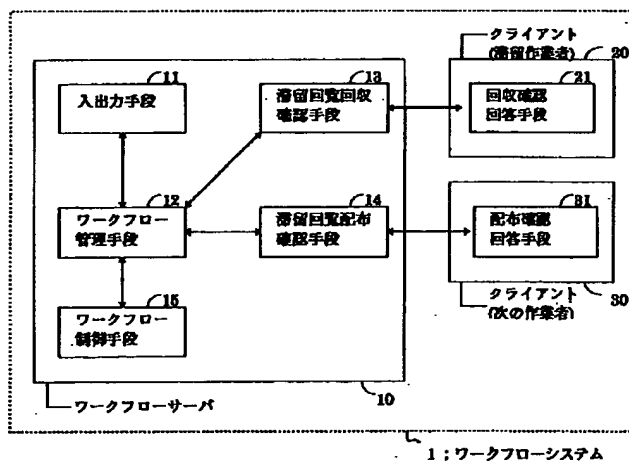 クライアント
(滞留作業者)
20
11
入出力手段
13
滞留回覧回収
確認手段
21
回収確認
回答手段
12
ワークフロー
管理手段
14
滞留回覧配布
確認手段
31
配布確認
回答手段
15
ワークフロー
制御手段
クライアント
(次の作業者)
30
ワークフローサーバ
10
1;ワークフローシステム